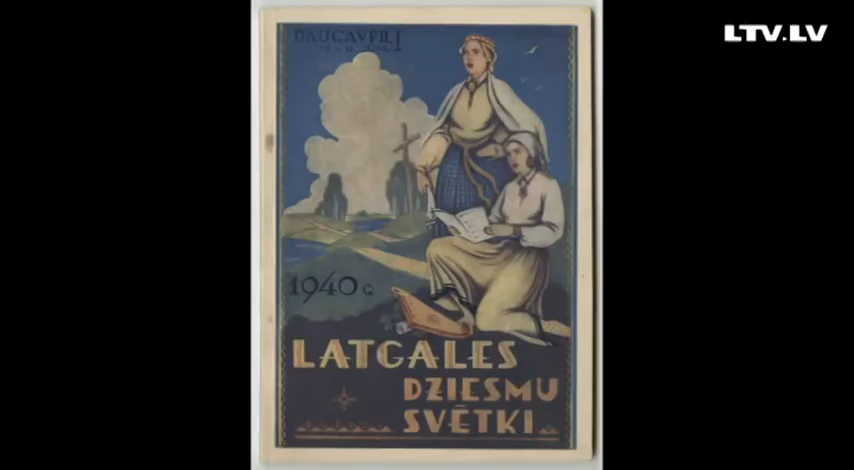 LTV.LV
DAUGAVPILĪ
1940 G.
LATGALES
DZIESMU
SVĒTKI